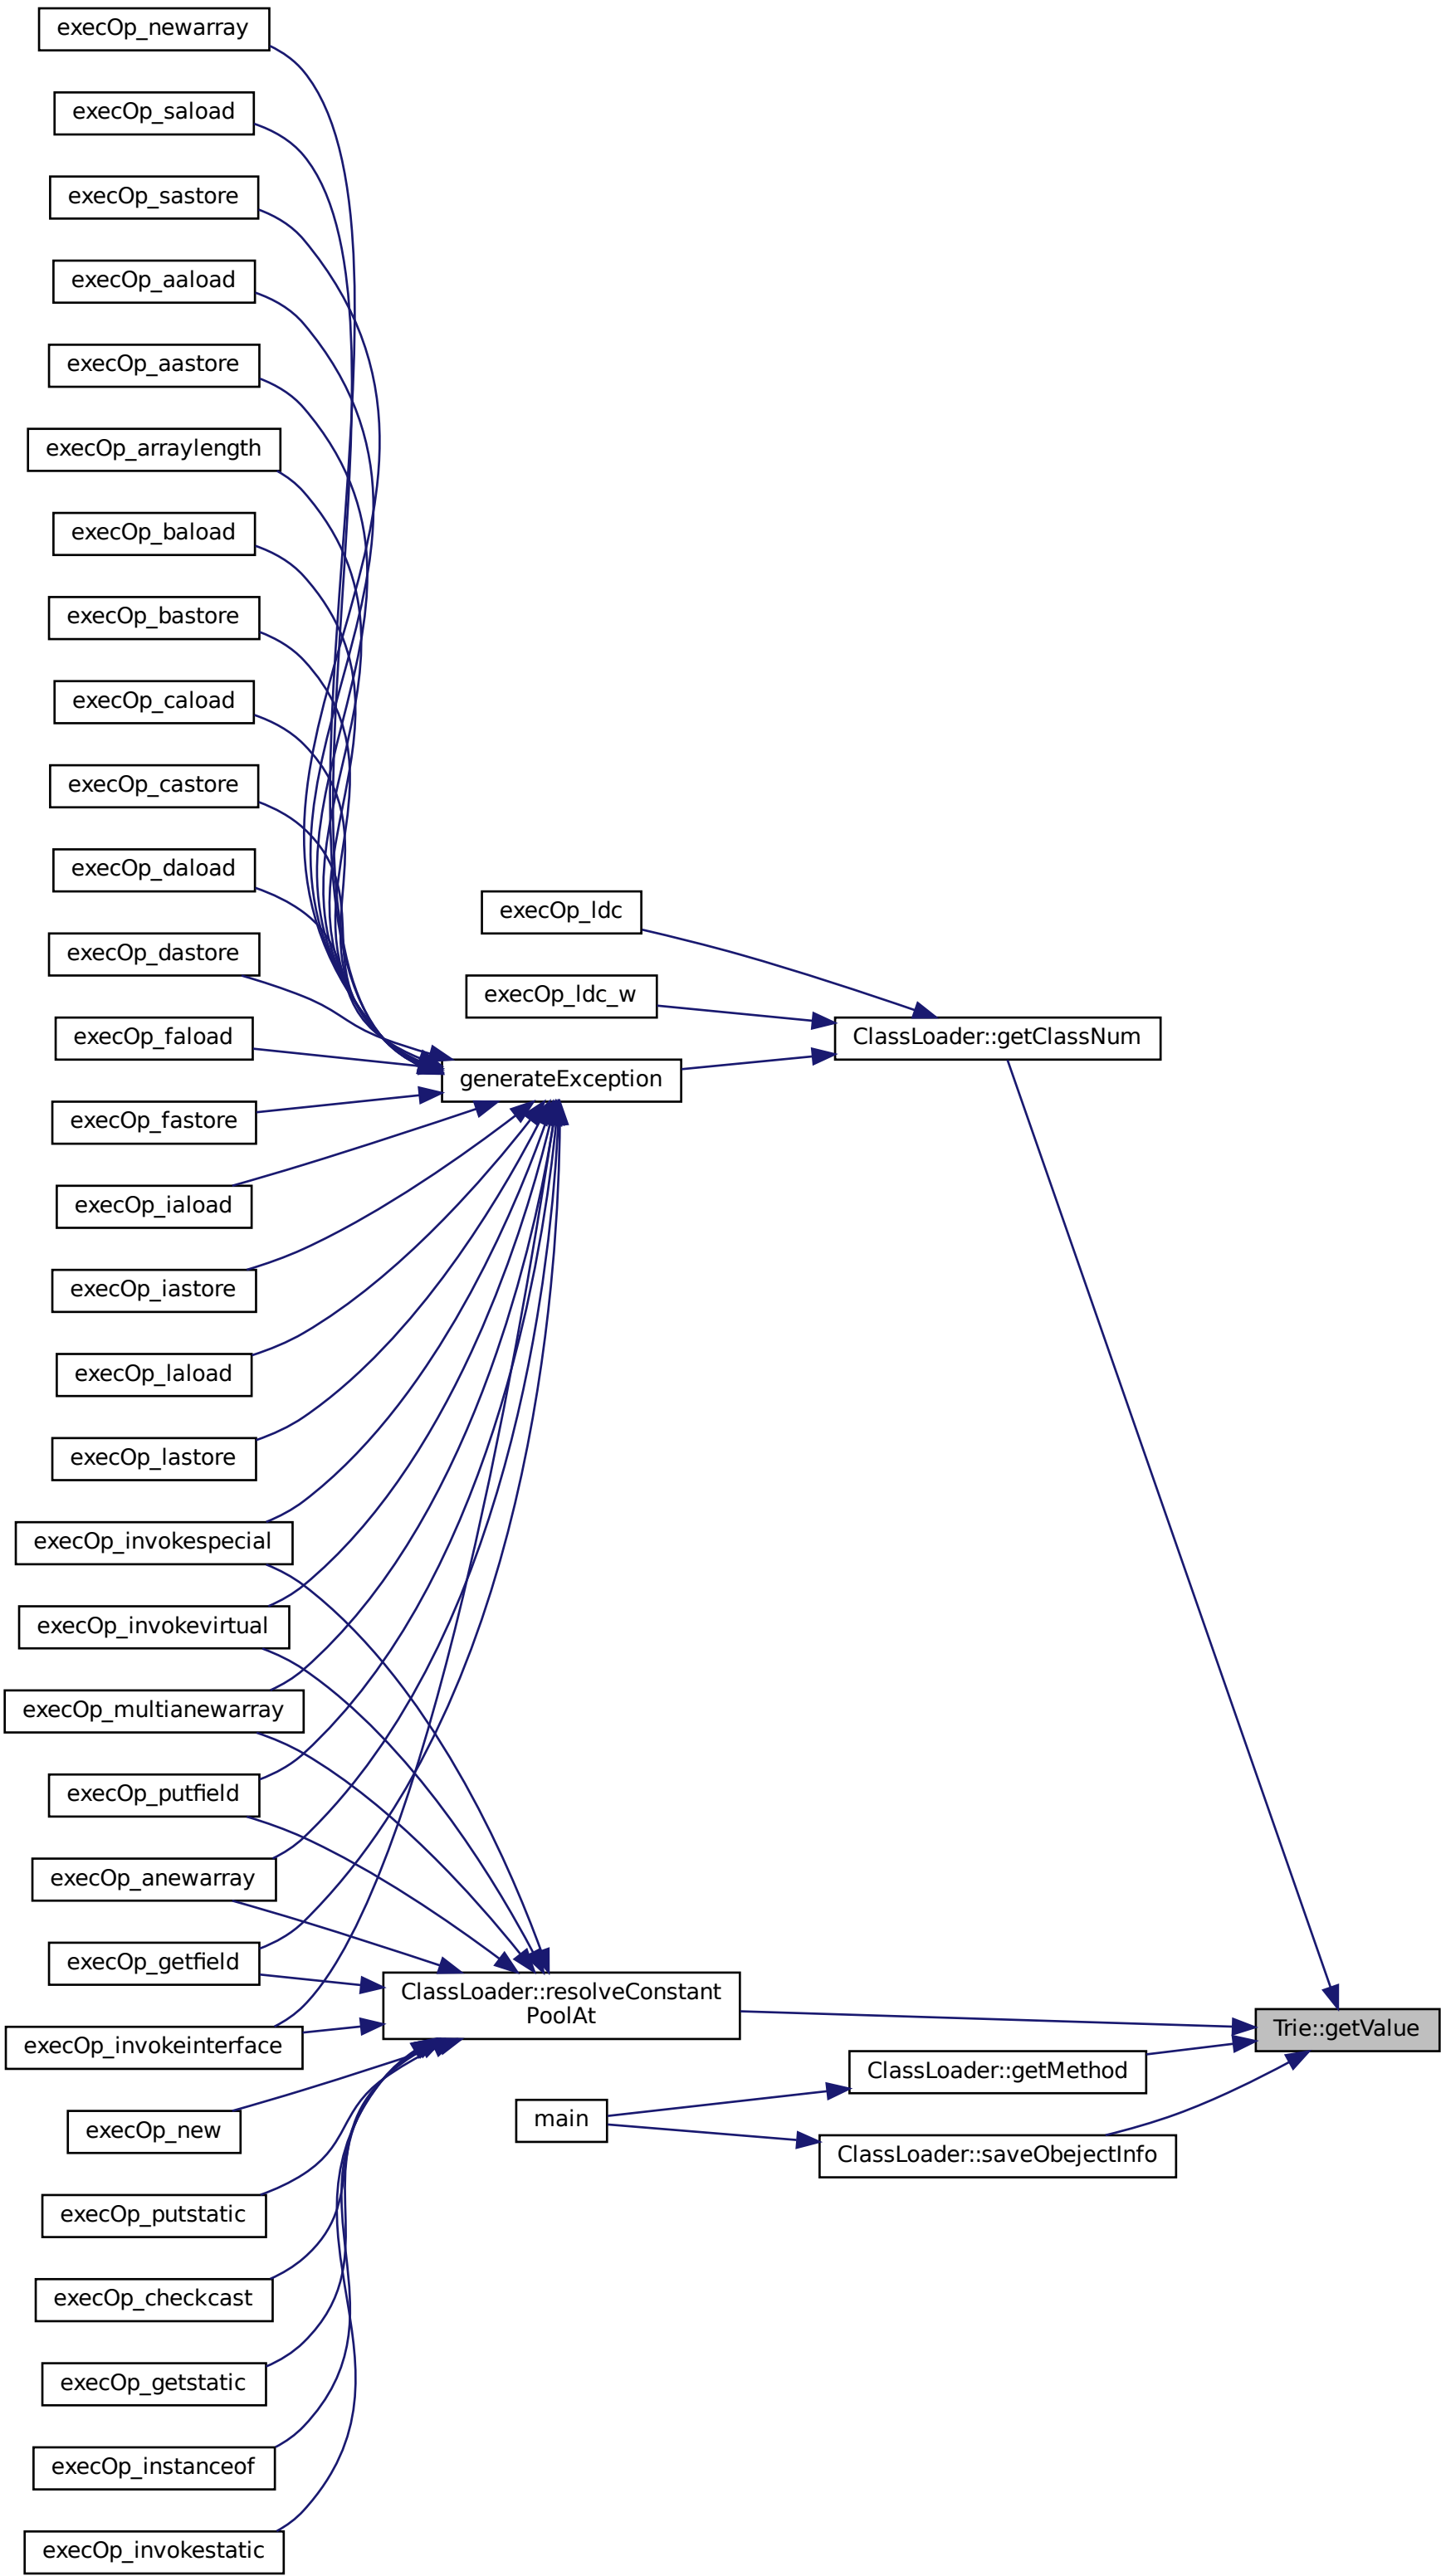 execOp_newarray
execOp_saload
execOp_sastore
execOp_aaload
execOp_aastore
execOp_arraylength
execOp_baload
execOp_bastore
execOp_caload
execOp_castore
execOp_daload
execOp_dastore
execOp_faload
execOp_fastore
execOp_iaload
execOp_iastore
execOp_laload
execOp_lastore
execOp_invokespecial
execOp_invokevirtual
execOp_multianewarray
execOp_putfield
execOp_anewarray
execOp_getfield
execOp_invokeinterface
execOp_new
execOp_putstatic
execOp_checkcast
execOp_getstatic
execOp_instanceof
execOp_invokestatic
execOp_ldc
execOp_ldc_w
generateException
ClassLoader::resolveConstant
PoolAt
main
ClassLoader::getClassNum
ClassLoader::getMethod
ClassLoader::saveObejectInfo
Trie::getValue